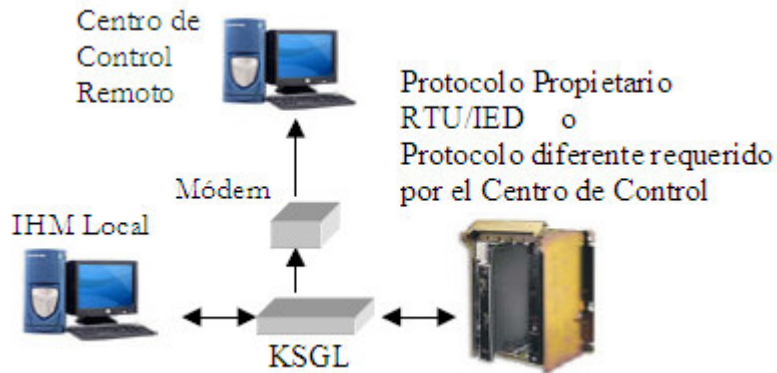 Centro de
Control
Remoto
Protocolo Propietario
RTU/IED o
Protocolo diferente requerido
por el Centro de Control
Módem
IHM Local
KSGL